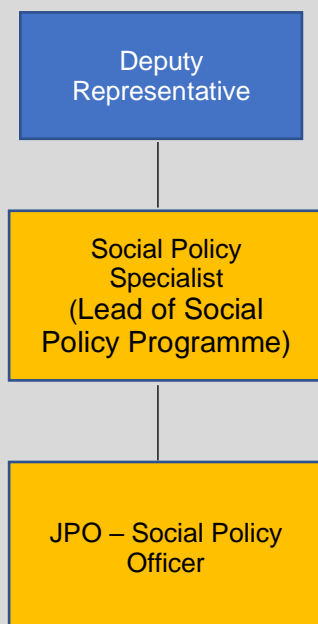 Deputy
Representative
Social Policy
Specialist
(Lead of Social
Policy Programme)
JPO – Social Policy
Officer